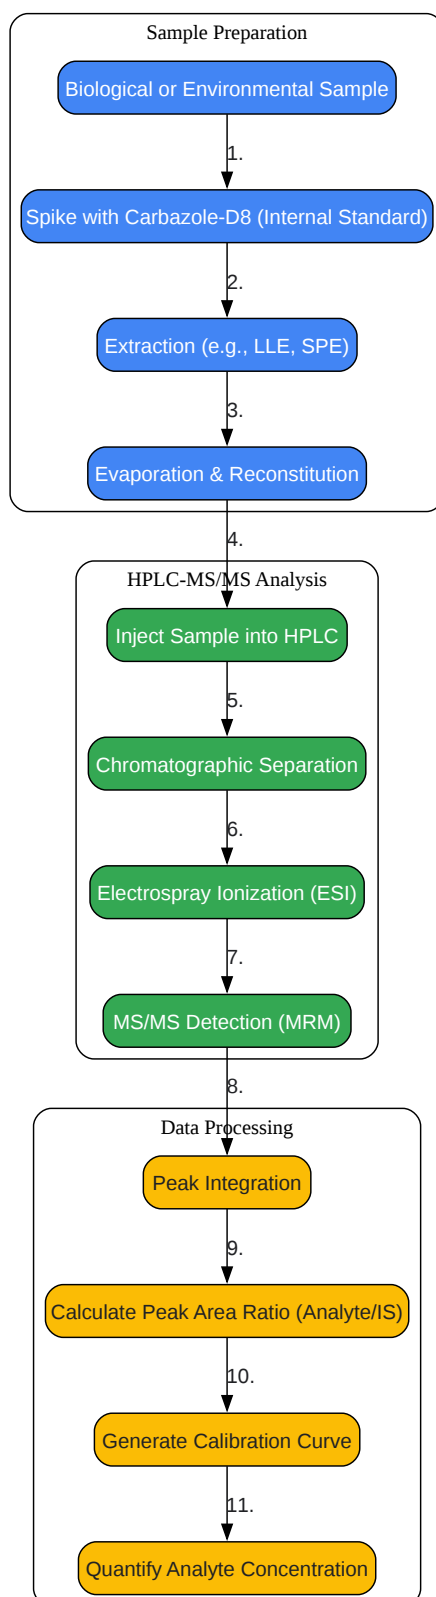 Sample Preparation
Biological or Environmental Sample
1.
Spike with Carbazole-D8 (Internal Standard)
2.
Extraction (e.g., LLE, SPE)
3.
Evaporation & Reconstitution
4.
HPLC-MS/MS Analysis
Inject Sample into HPLC
5.
Chromatographic Separation
6.
Electrospray Ionization (ESI)
7.
MS/MS Detection (MRM)
8.
Data Processing
Peak Integration
9.
Calculate Peak Area Ratio (Analyte/IS)
10.
Generate Calibration Curve
11.
Quantify Analyte Concentration